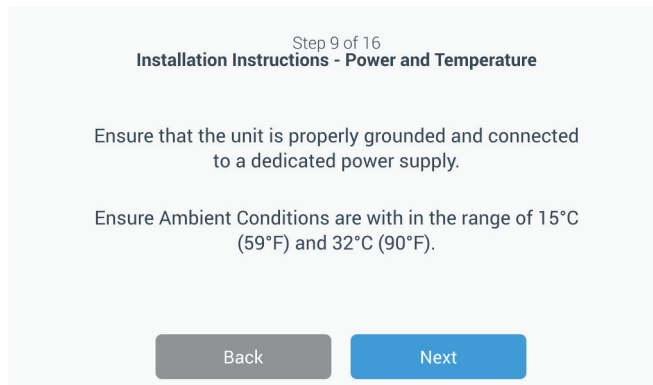 Step 9 of 16
Installation Instructions - Power and Temperature
Ensure that the unit is properly grounded and connected
to a dedicated power supply.
Ensure Ambient Conditions are with in the range of 15°C
(59°F) and 32°C (90°F).
Back
Next